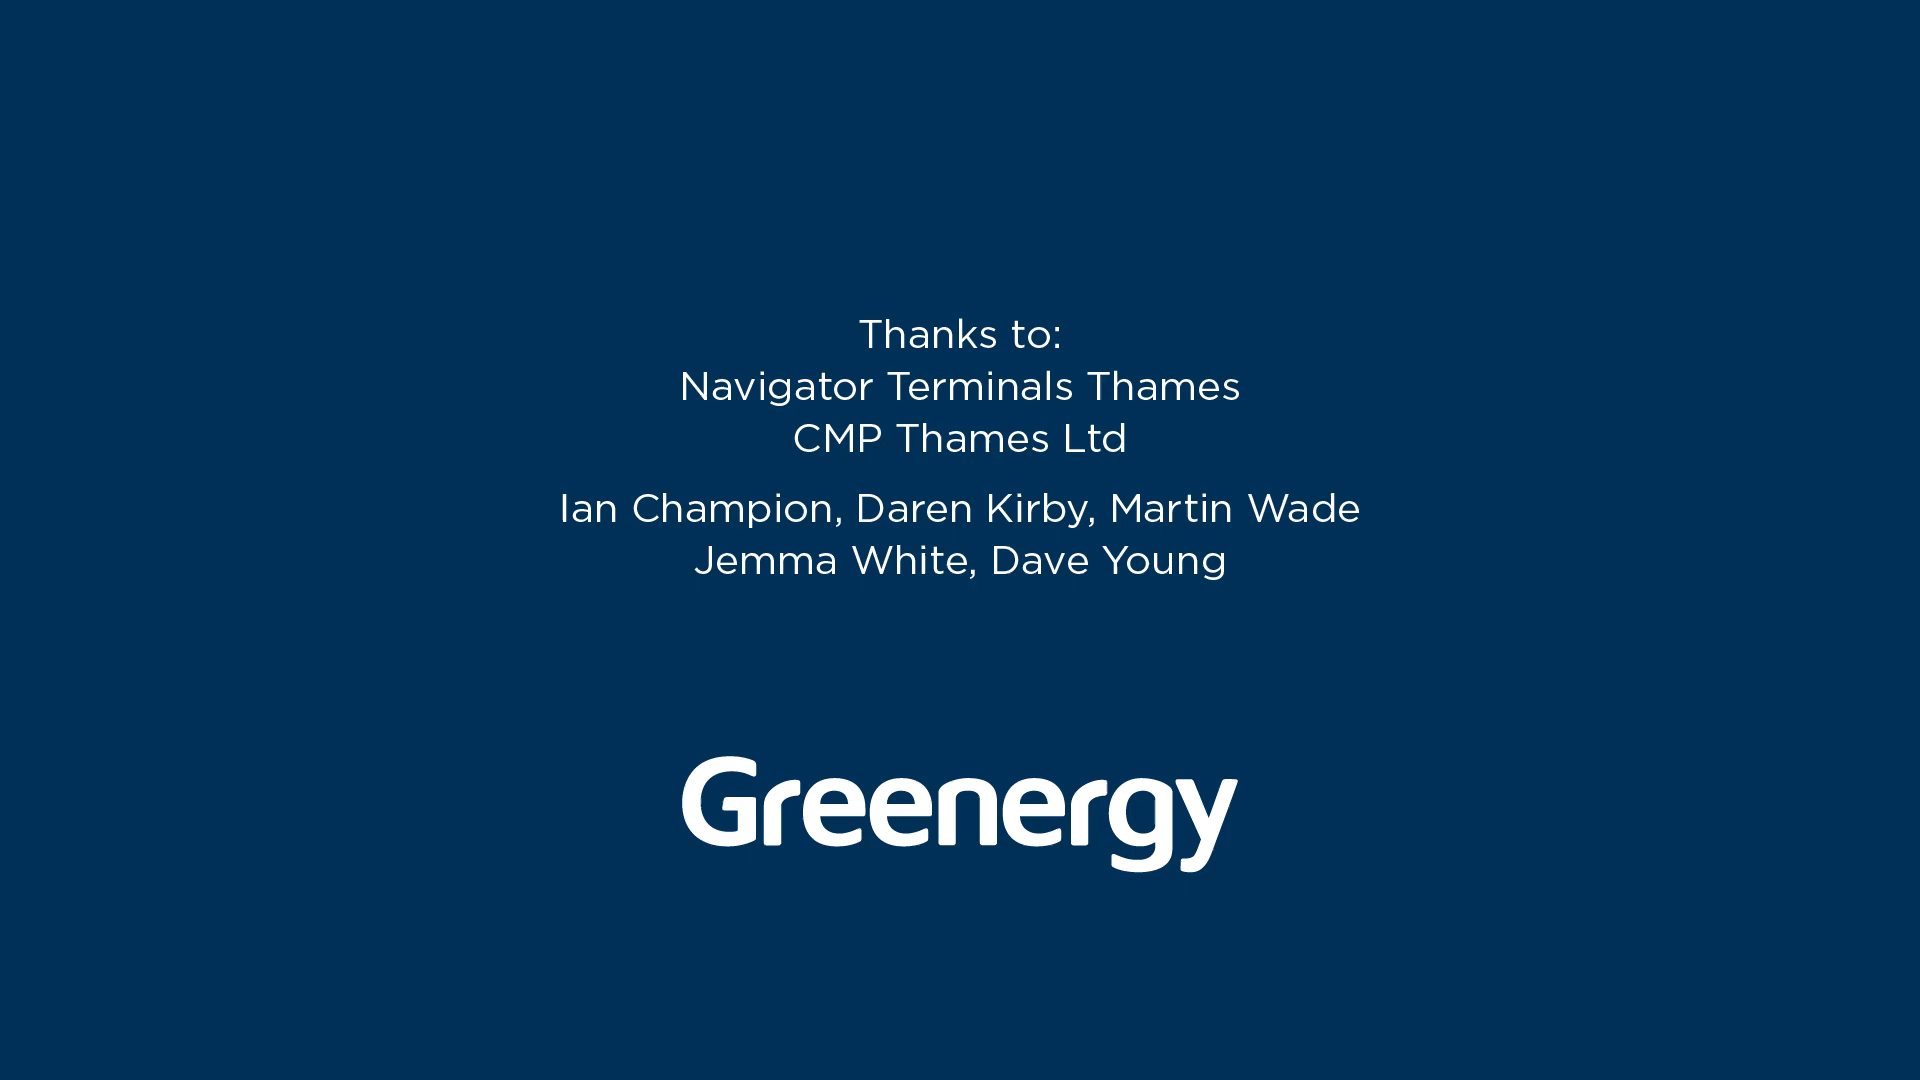 Thanks to:
Navigator Terminals Thames
CMP Thames Ltd
Ian Champion, Daren Kirby, Martin Wade
Jemma White, Dave Young
Greenergy